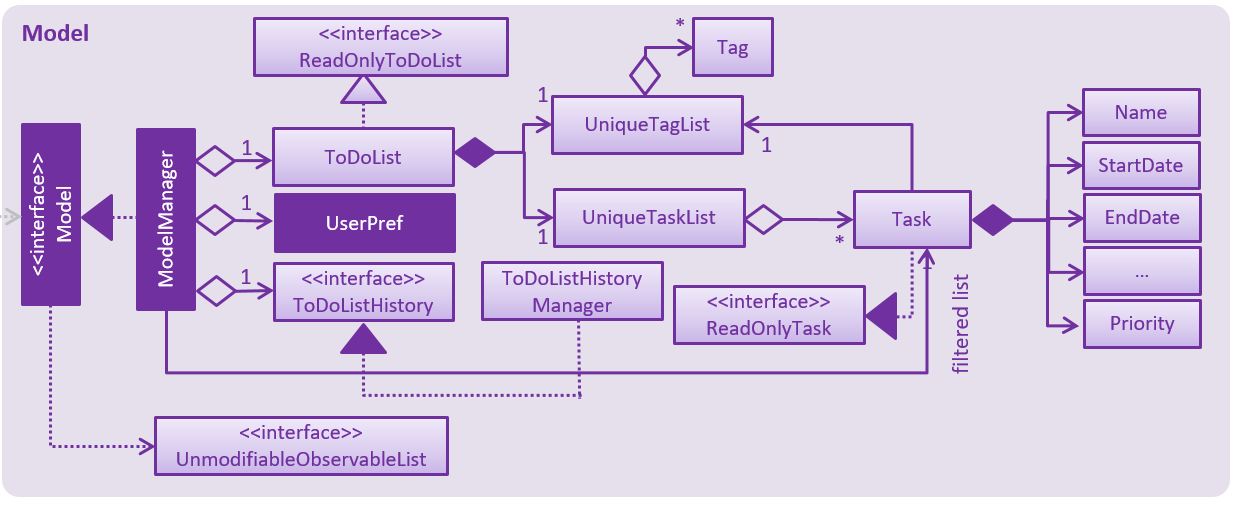 Model
<<interface>>
ReadOnlyToDoList
*
Tag
1
UniqueTagList
1
Name
StartDate
EndDate
...
Priority
<<interface>>
Model
ModelManager
1
ToDoList
1
UserPref
1
<<interface>>
ToDoListHistory
UniqueTaskList
1
*
Task
1
filtered list
ToDoListHistory
Manager
<<interface>>
ReadOnlyTask
<<interface>>
UnmodifiableObservableList